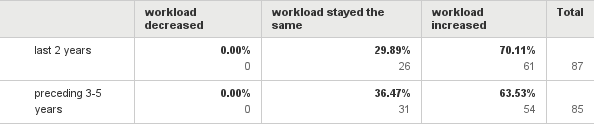 workload decreased
workload stayed the same
workload increased
Total
last 2 years
0.00%
29.89%
70.11%
0
26
61
87
preceding 3-5 years
0.00%
36.47%
63.53%
0
31
54
85